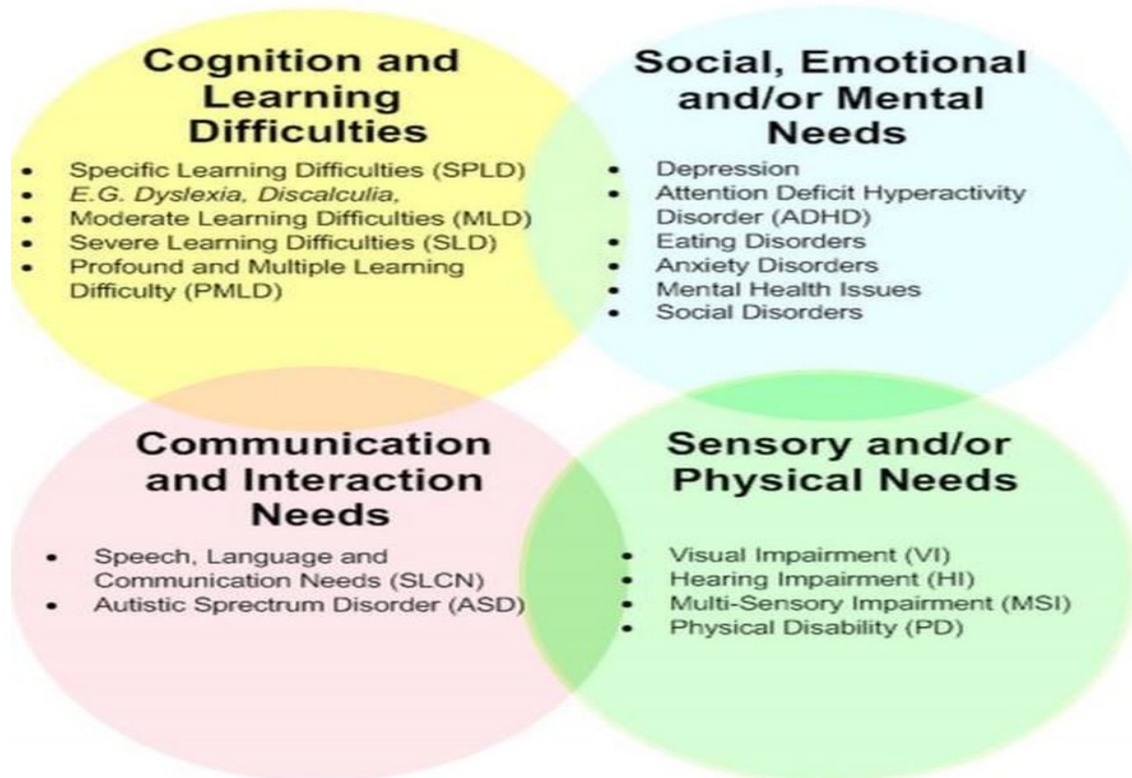 Cognition and
Learning
Difficulties
• Specific Learning Difficulties (SPLD)
• E.G. Dyslexia, Discalculia,
• Moderate Learning Difficulties (MLD)
• Severe Learning Difficulties (SLD)
• Profound and Multiple Learning
Difficulty (PMLD)
Social, Emotional
and/or Mental
Needs
• Depression
• Attention Deficit Hyperactivity
Disorder (ADHD)
• Eating Disorders
• Anxiety Disorders
• Mental Health Issues
• Social Disorders
Communication
and Interaction
Needs
• Speech, Language and
Communication Needs (SLCN)
• Autistic Sprectrum Disorder (ASD)
Sensory and/or
Physical Needs
• Visual Impairment (VI)
• Hearing Impairment (HI)
• Multi-Sensory Impairment (MSI)
• Physical Disability (PD)